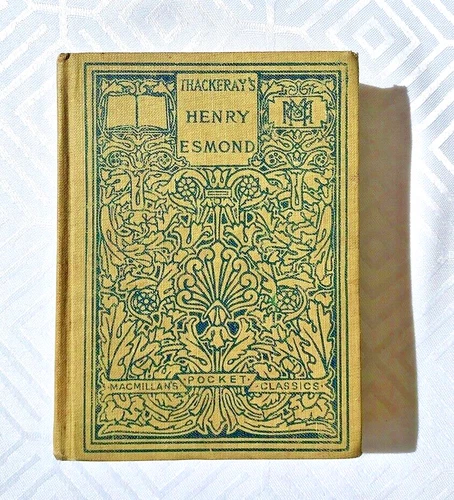 THACKERAY'S
HENRY
ESMOND
MACMILLAN'S POCKET CLASSICS